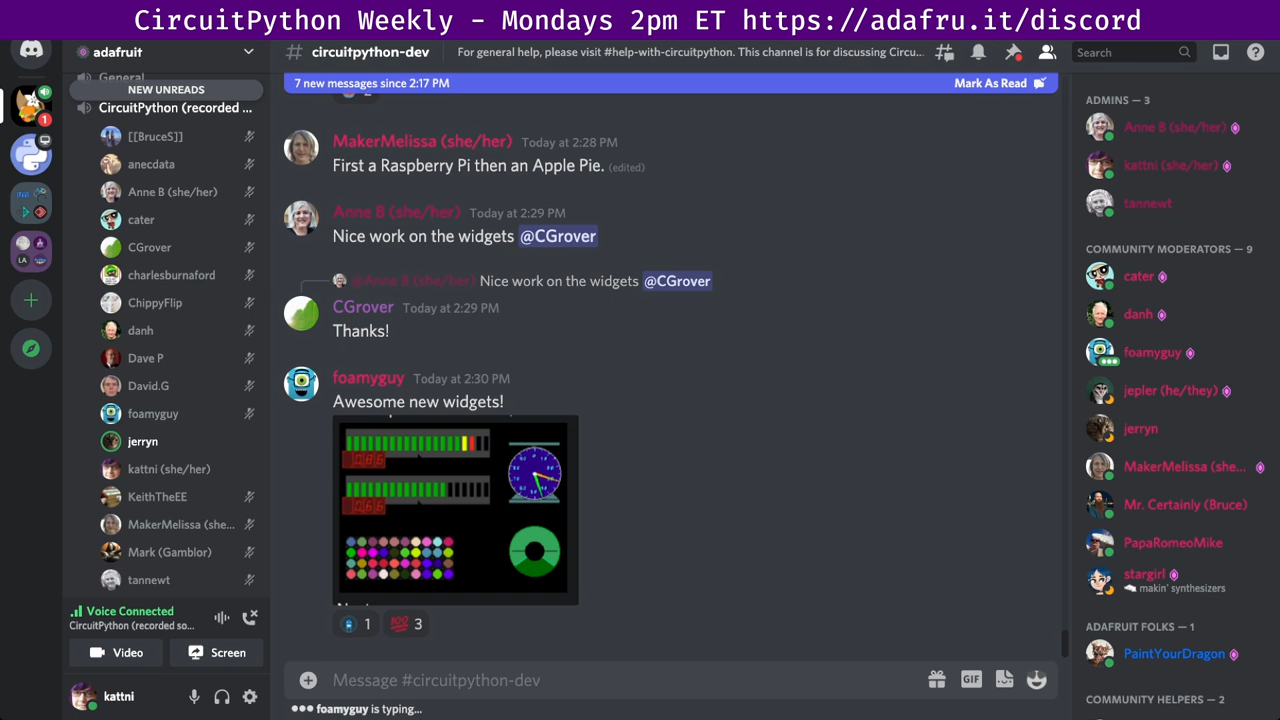 CircuitPython Weekly - Mondays 2pm ET https://adafru.it/discord
adafruit
General
NEW UNREADS
CircuitPython (recorded ...
[[BruceS]]
anecdata
Anne B (she/her)
cater
CGrover
charlesburnaford
ChippyFlip
danh
Dave P
David.G
foamyguy
jerryn
kattni (she/her)
KeithTheEE
MakerMelissa (she...
Mark (Gamblor)
tannewt
Voice Connected
CircuitPython (recorded so...
Video
Screen
kattni
1
LA
# circuitpython-dev
For general help, please visit #help-with-circuitpython. This channel is for discussing Circu...
Search
7 new messages since 2:17 PM
Mark As Read
MakerMelissa (she/her) Today at 2:28 PM
First a Raspberry Pi then an Apple Pie. (edited)
Anne B (she/her) Today at 2:29 PM
Nice work on the widgets @CGrover
@Anne B (she/her) Nice work on the widgets @CGrover
CGrover Today at 2:29 PM
Thanks!
foamyguy Today at 2:30 PM
Awesome new widgets!
1
100 3
Message #circuitpython-dev
GIF
foamyguy is typing...
ADMINS — 3
Anne B (she/her)
kattni (she/her)
tannewt
COMMUNITY MODERATORS — 9
cater
danh
foamyguy
jepler (he/they)
jerryn
MakerMelissa (she...
Mr. Certainly (Bruce)
PapaRomeoMike
stargirl
makin' synthesizers
ADAFRUIT FOLKS — 1
PaintYourDragon
COMMUNITY HELPERS — 2